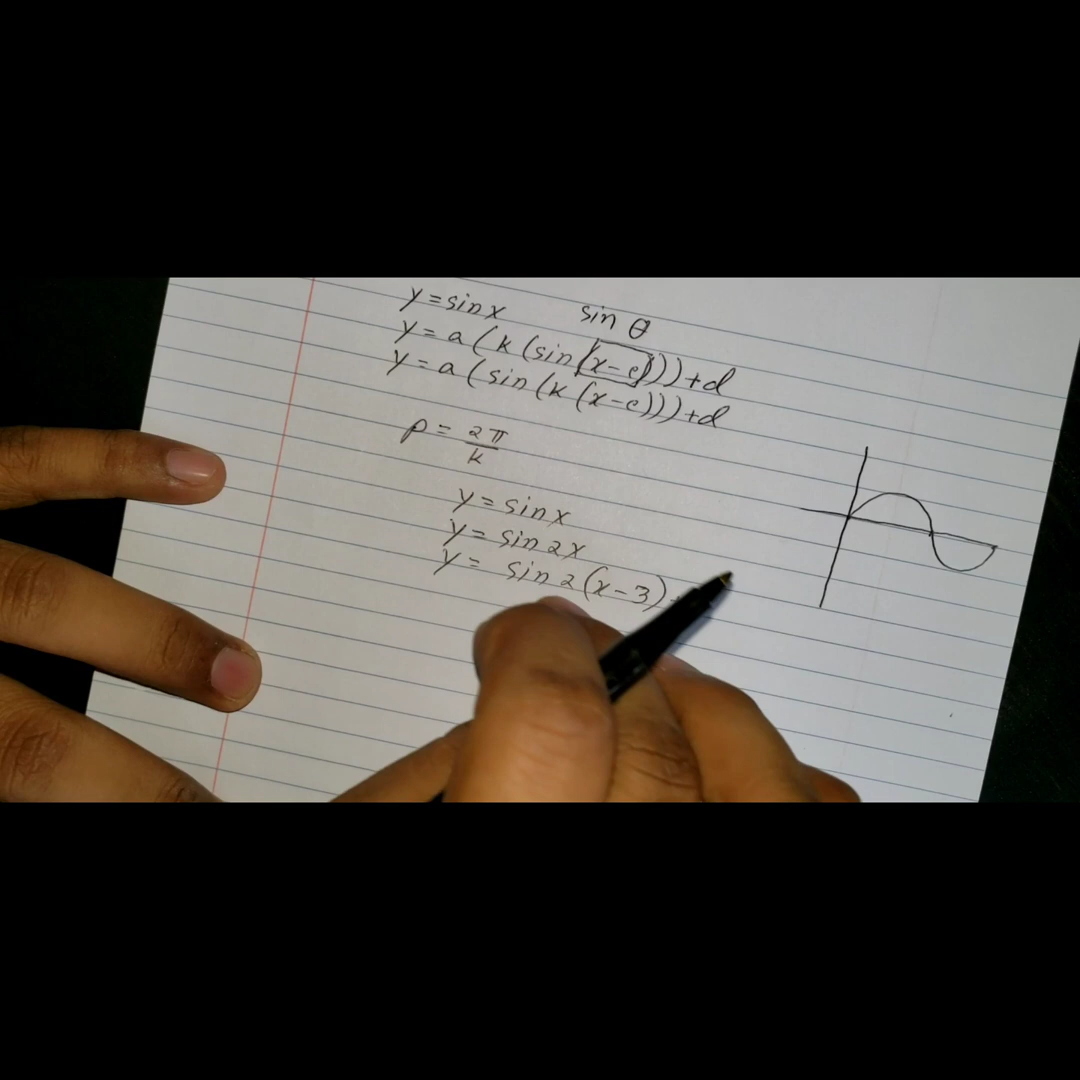 y = sin x sin θ
y = a(k(sin(x-c)))+d
y = a(sin(k(x-c)))+d
p = 2π/k
y = sin x
y = sin 2x
y = sin 2(x-3)+